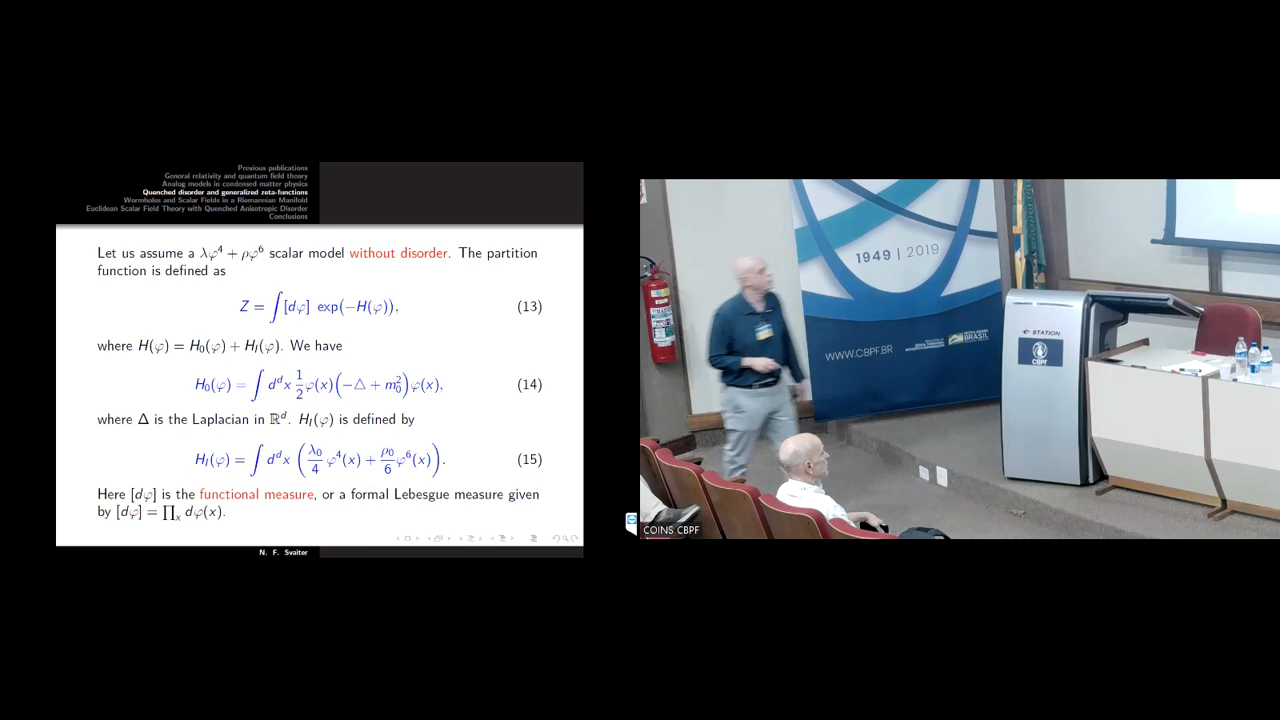 Previous publications
General relativity and quantum field theory
Analog models in condensed matter physics
Quenched disorder and generalized zeta-functions
Wormholes and Scalar Fields in a Riemannian Manifold
Euclidean Scalar Field Theory with Quenched Anisotropic Disorder
Conclusions
Let us assume a λφ⁴ + ρφ⁶ scalar model without disorder. The partition
function is defined as
Z = ∫[dφ] exp(−H(φ)), (13)
where H(φ) = H₀(φ) + H_I(φ). We have
H₀(φ) = ∫ dᵈx 1/2 φ(x)(−△ + m₀²)φ(x), (14)
where Δ is the Laplacian in ℝᵈ. H_I(φ) is defined by
H_I(φ) = ∫ dᵈx (λ₀/4 φ⁴(x) + ρ₀/6 φ⁶(x)). (15)
Here [dφ] is the functional measure, or a formal Lebesgue measure given
by [dφ] = ∏ₓ dφ(x).
N. F. Svaiter
1949 | 2019
WWW.CBPF.BR
BRASIL
e-STATION
CBPF
COINS CBPF